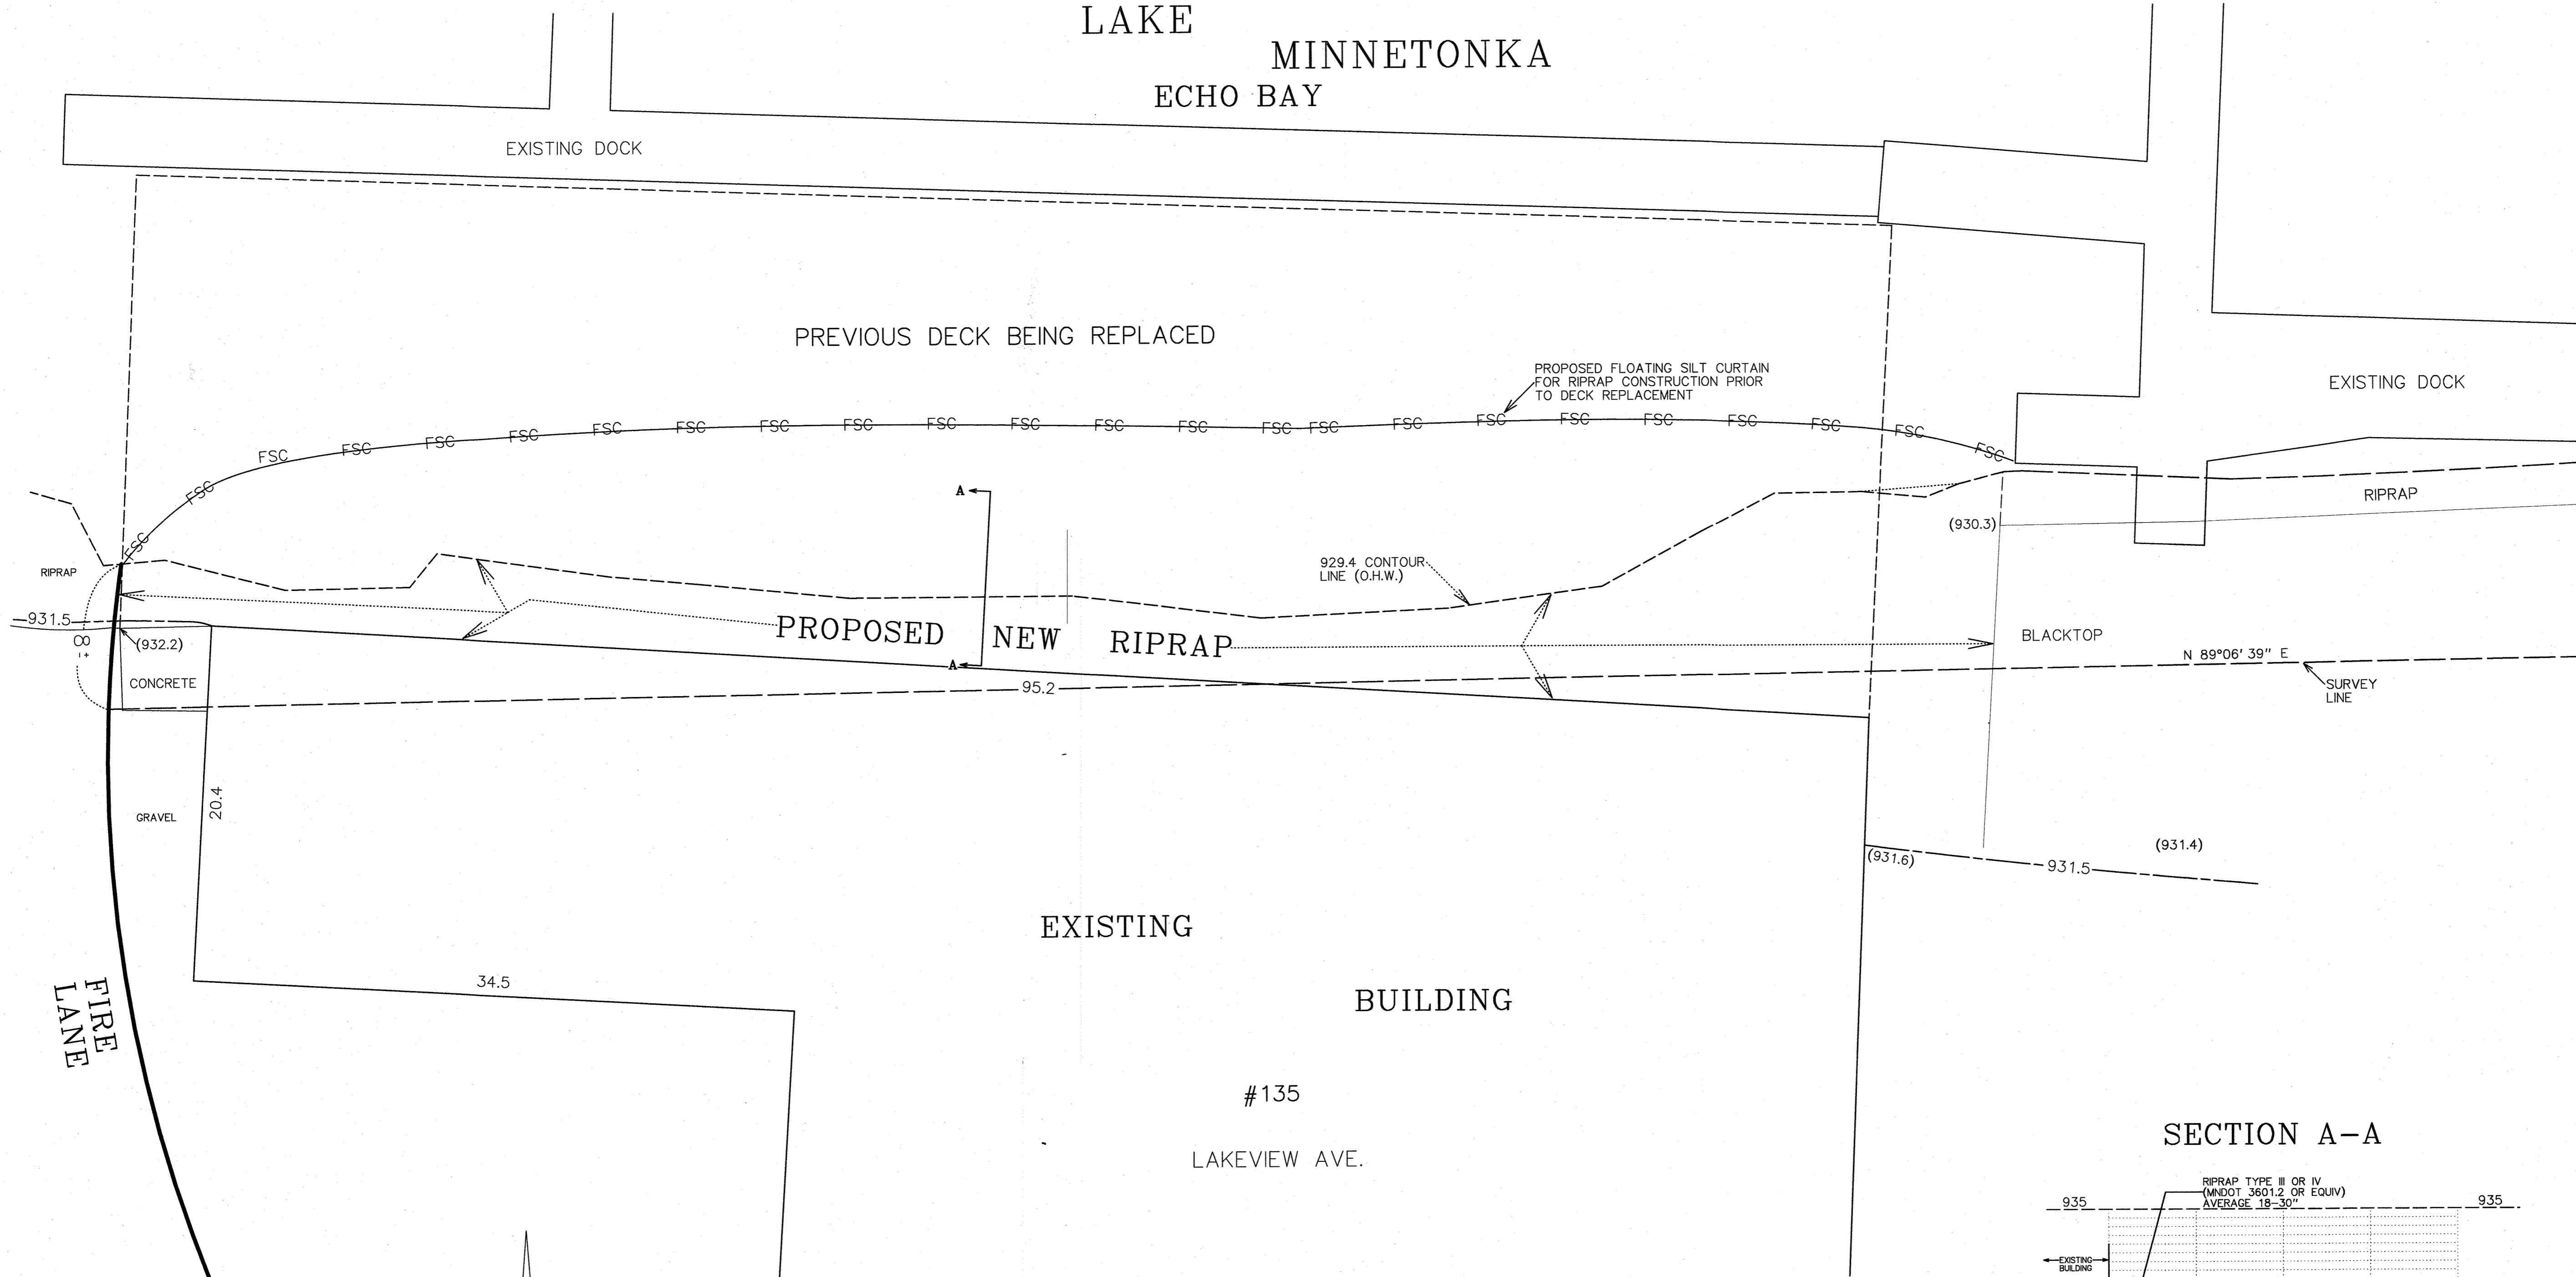 LAKE
MINNETONKA
ECHO BAY
EXISTING DOCK
PREVIOUS DECK BEING REPLACED
PROPOSED FLOATING SILT CURTAIN
FOR RIPRAP CONSTRUCTION PRIOR
TO DECK REPLACEMENT
EXISTING DOCK
FSC FSC FSC FSC FSC FSC FSC FSC FSC FSC FSC FSC FSC FSC FSC FSC FSC FSC FSC FSC FSC FSC FSC FSC
A
RIPRAP
(930.3)
RIPRAP
929.4 CONTOUR
LINE (O.H.W.)
931.5
8
±
(932.2)
PROPOSED NEW RIPRAP
A
BLACKTOP
N 89°06' 39" E
SURVEY
LINE
CONCRETE
95.2
GRAVEL
20.4
(931.6)
931.5
(931.4)
FIRE
LANE
34.5
EXISTING
BUILDING
#135
LAKEVIEW AVE.
SECTION A-A
RIPRAP TYPE III OR IV
(MNDOT 3601.2 OR EQUIV)
AVERAGE 18-30"
935
935
EXISTING
BUILDING